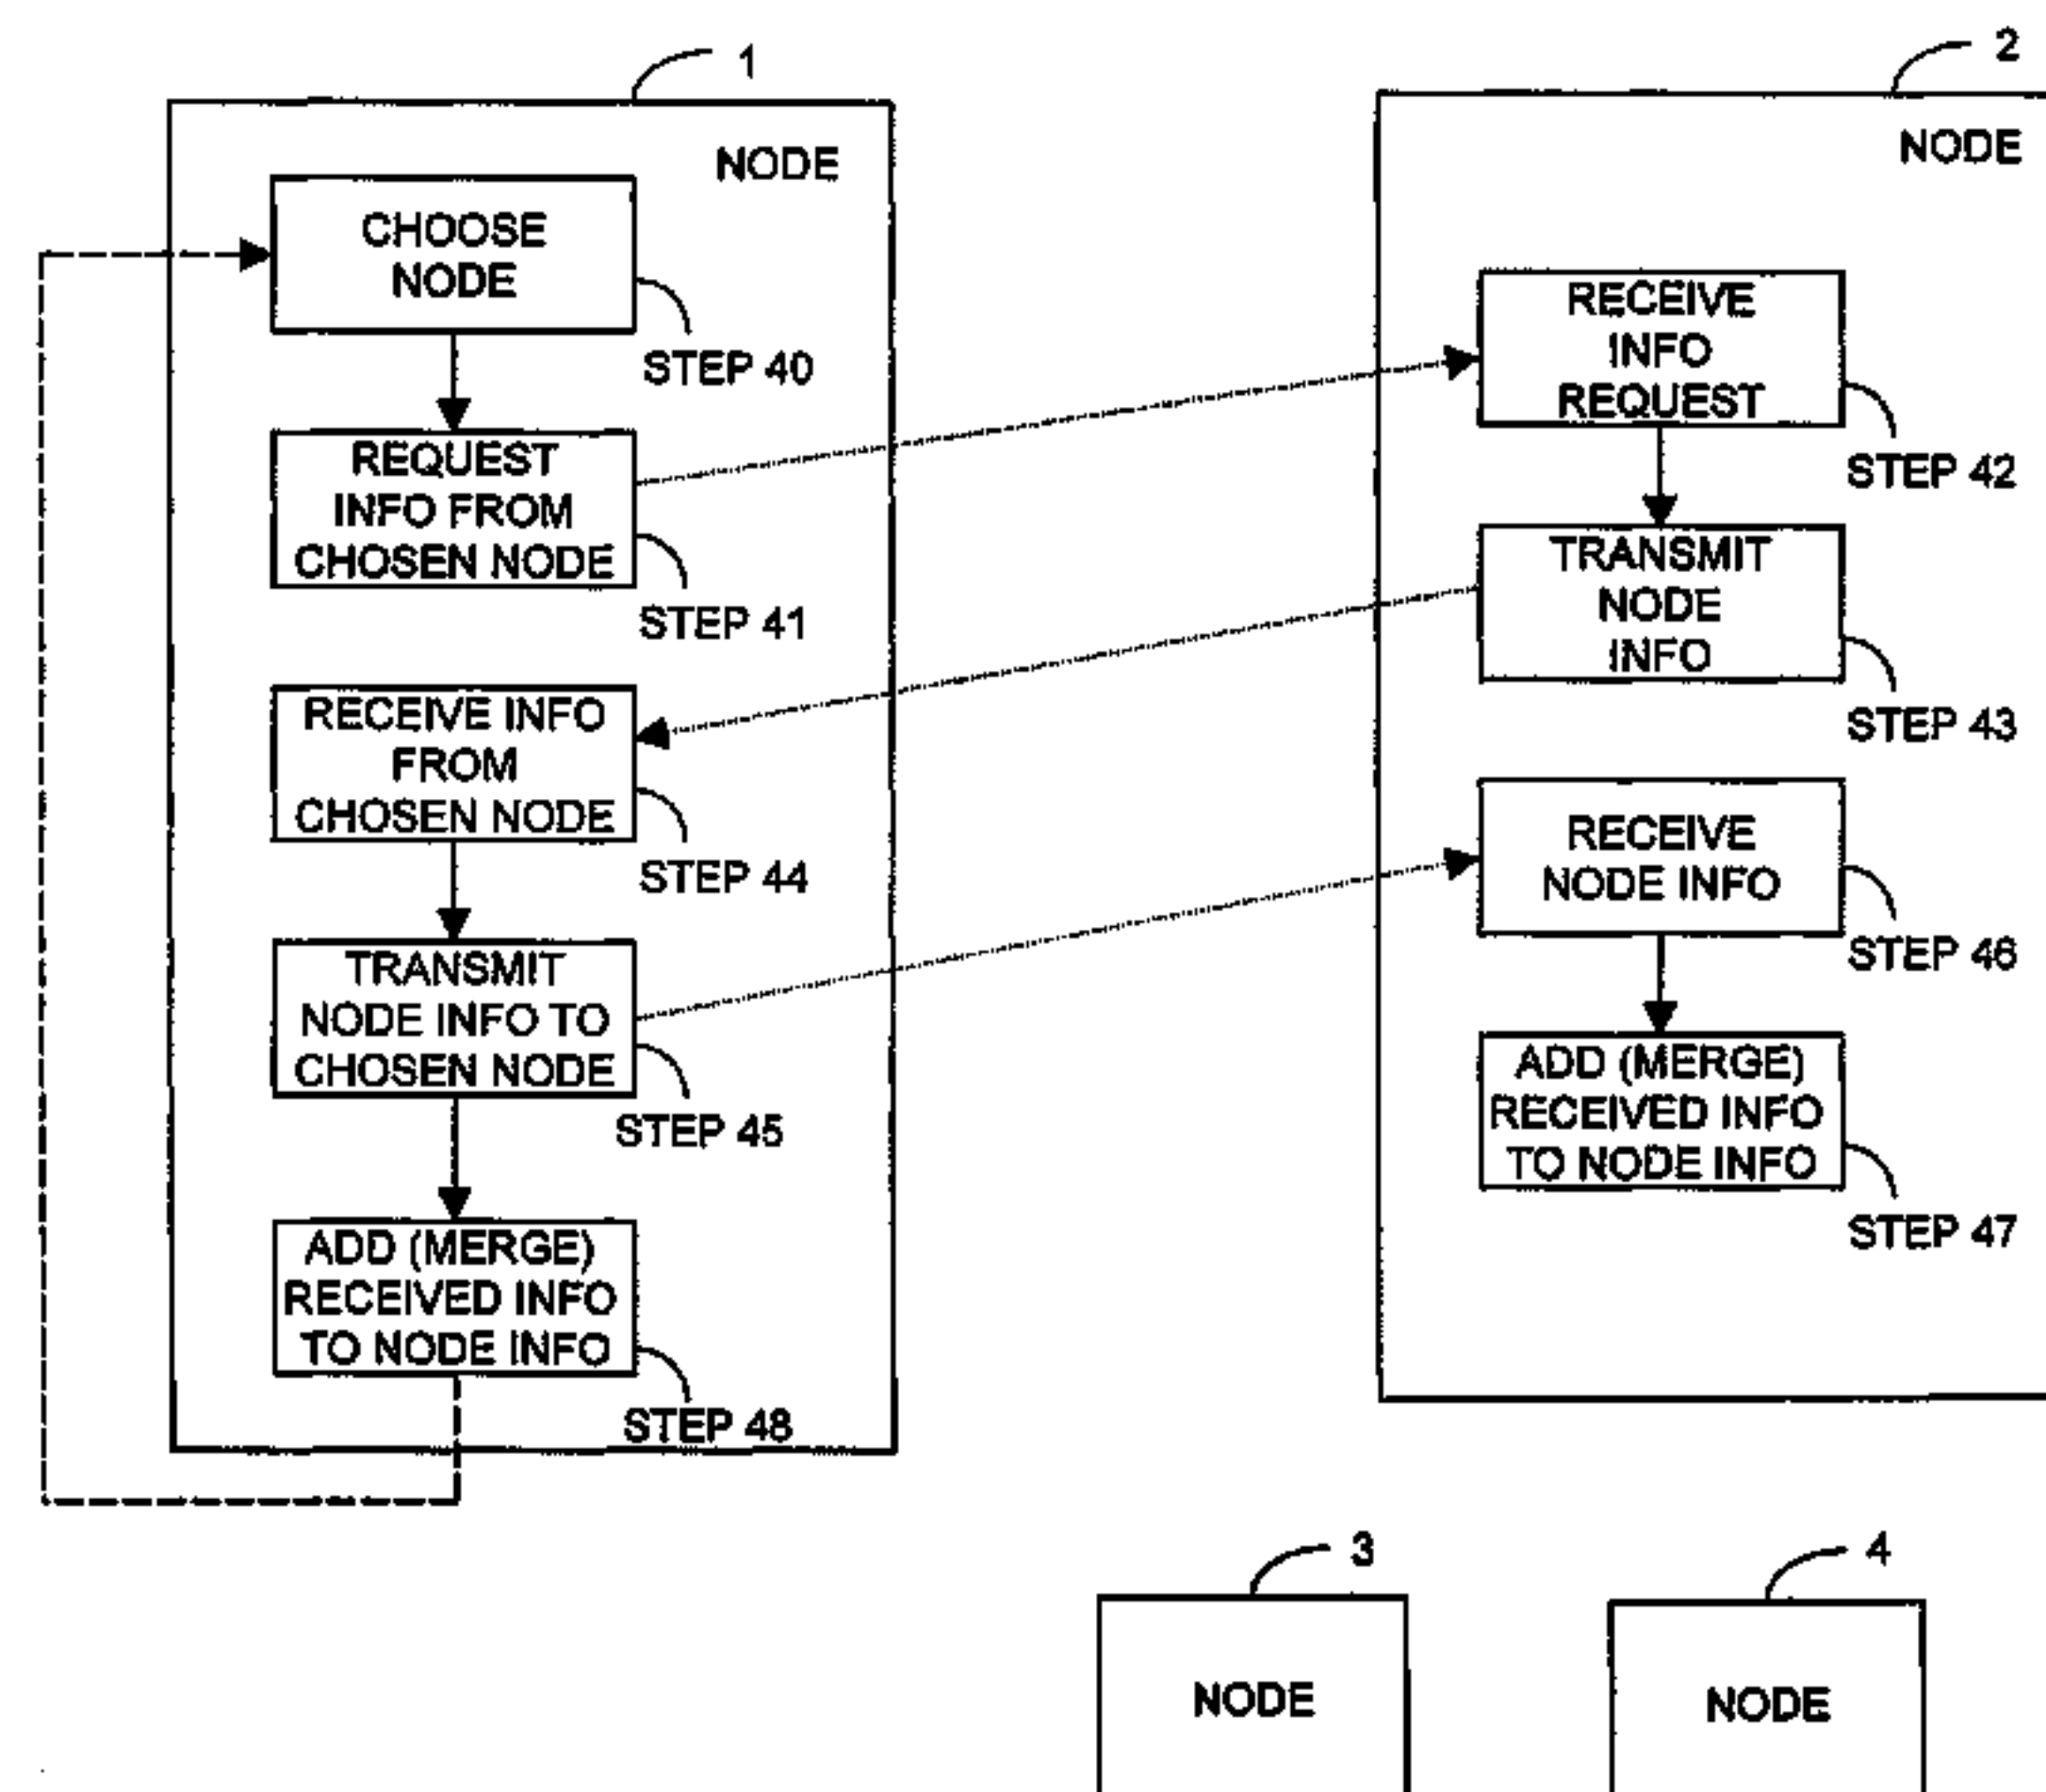 1
NODE
CHOOSE
NODE
STEP 40
REQUEST
INFO FROM
CHOSEN NODE
STEP 41
RECEIVE INFO
FROM
CHOSEN NODE
STEP 44
TRANSMIT
NODE INFO TO
CHOSEN NODE
STEP 45
ADD (MERGE)
RECEIVED INFO
TO NODE INFO
STEP 48
2
NODE
RECEIVE
INFO
REQUEST
STEP 42
TRANSMIT
NODE
INFO
STEP 43
RECEIVE
NODE INFO
STEP 46
ADD (MERGE)
RECEIVED INFO
TO NODE INFO
STEP 47
3
NODE
4
NODE